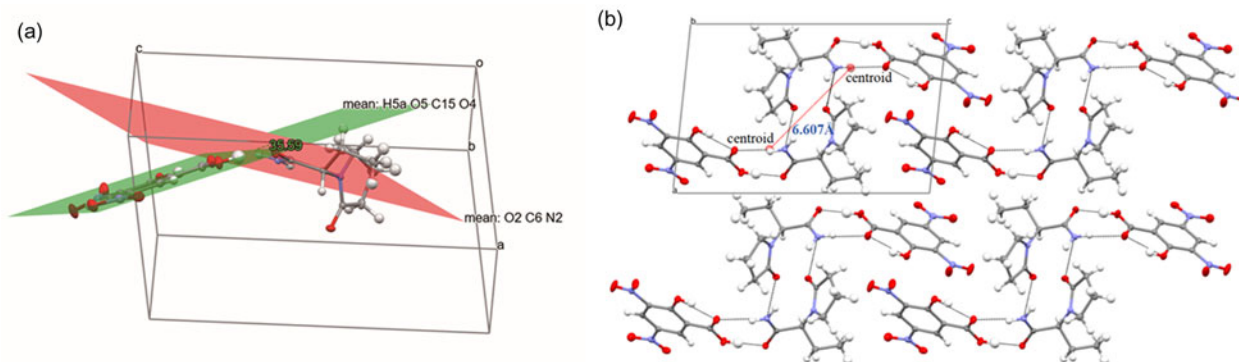 (a)
c
o
mean: H5a O5 C15 O4
35.59
b
mean: O2 C6 N2
a
(b)
b
c
centroid
centroid
6.607Å
a